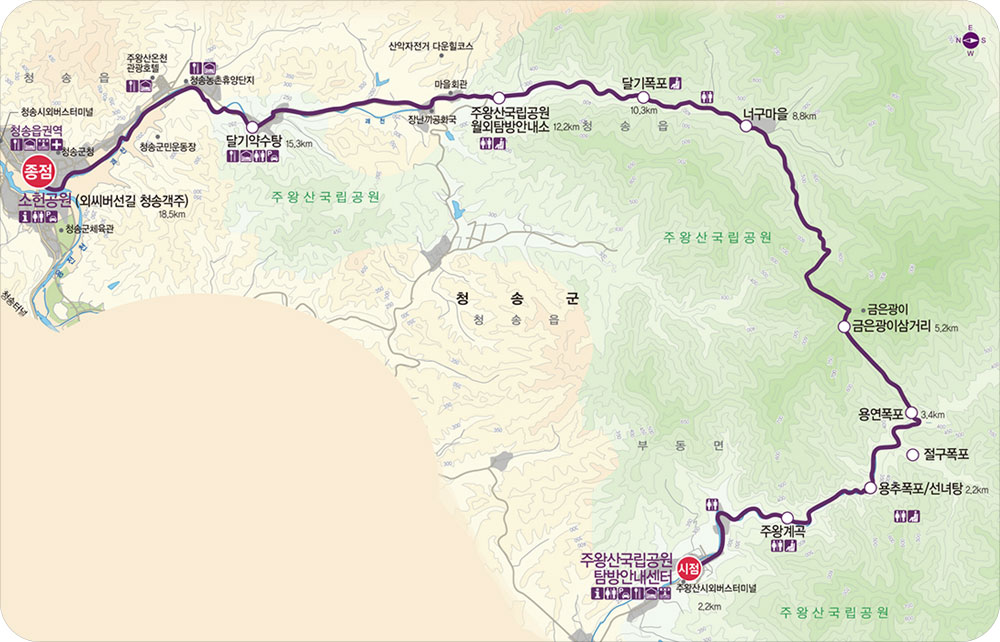 E
N S
W
산악자전거 다운힐코스
주왕산온천
관광호텔
청송농촌휴양단지
청 송 읍
마을회관
달기폭포
10,3km
청송시외버스터미널
장난끼공화국
주왕산국립공원
월외탐방안내소 12,2km
너구마을 8,8km
청송읍권역
청송군청
청송군민운동장
달기약수탕 15,3km
괘 천
청 송 읍
종점
소헌공원 (외씨버선길 청송객주)
18,5km
주왕산국립공원
청송군체육관
용 전 천
주왕산국립공원
청송터널
청 송 군
청 송 읍
금은광이
금은광이삼거리 5,2km
용연폭포 3,4km
부 동 면
절구폭포
용추폭포/선녀탕 2,2km
주왕계곡
주왕산국립공원
탐방안내센터
시점
주왕산시외버스터미널
2,2km
주왕산국립공원